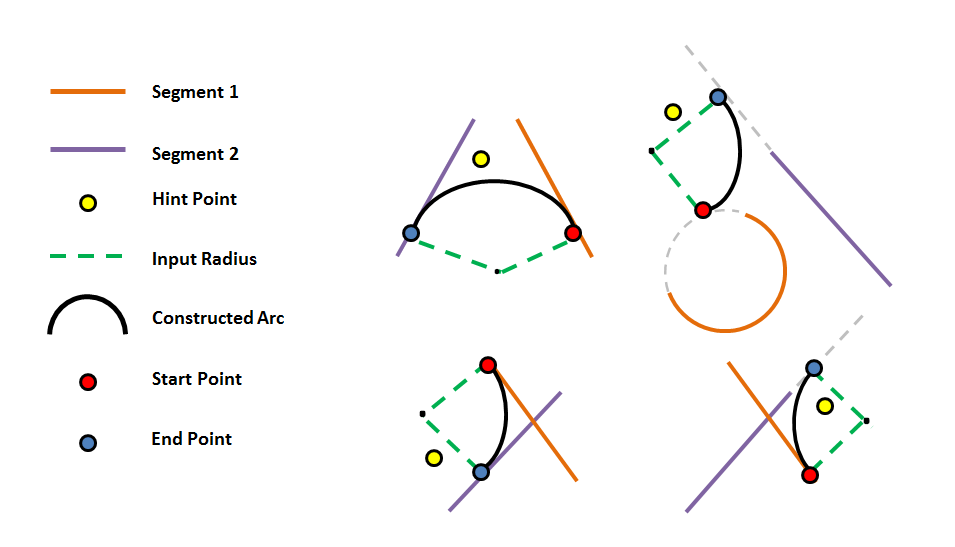 Segment 1
Segment 2
Hint Point
Input Radius
Constructed Arc
Start Point
End Point